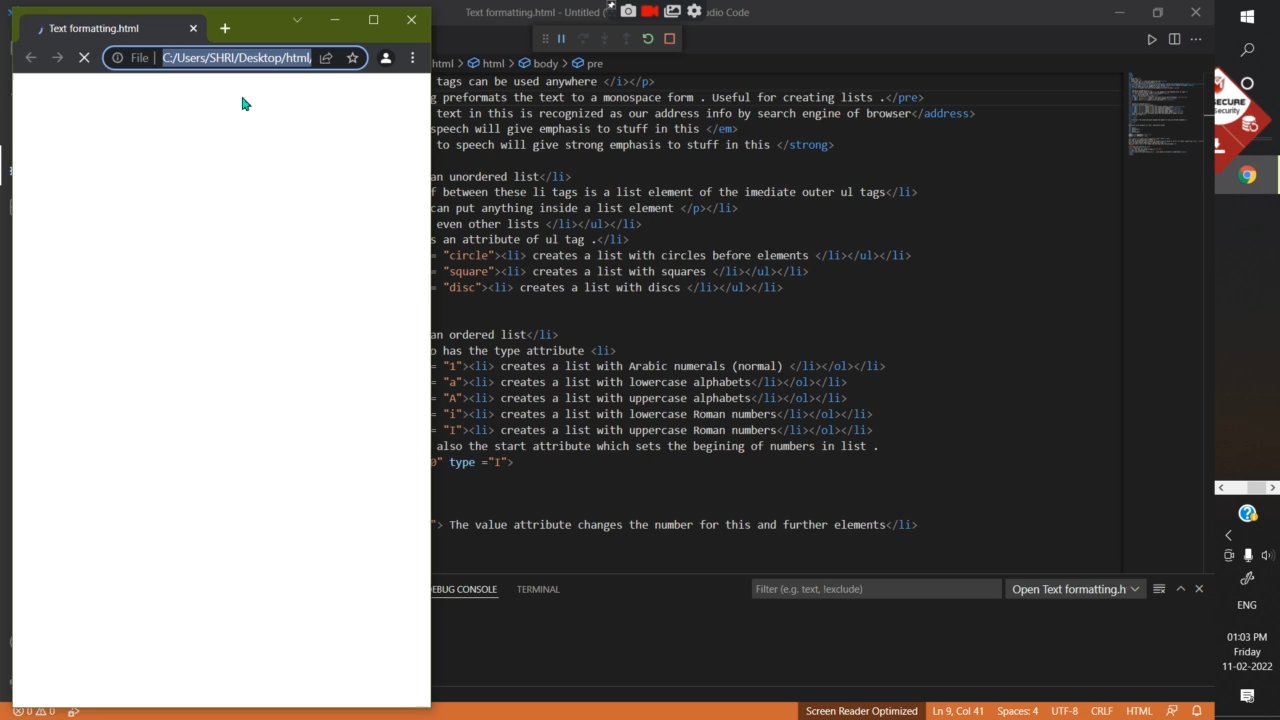 Text formatting.html
File
C:/Users/SHRI/Desktop/html,
Text formatting.html - Untitled (
udio Code
html > html > body > pre
tags can be used anywhere </i></p>
g preformats the text to a monospace form . Useful for creating lists .</pre>
text in this is recognized as our address info by search engine of browser</address>
speech will give emphasis to stuff in this </em>
o speech will give strong emphasis to stuff in this </strong>
an unordered list</li>
f between these li tags is a list element of the imediate outer ul tags</li>
can put anything inside a list element </p></li>
even other lists </li></ul></li>
s an attribute of ul tag .</li>
= "circle"><li> creates a list with circles before elements </li></ul></li>
= "square"><li> creates a list with squares </li></ul></li>
= "disc"><li> creates a list with discs </li></ul></li>
an ordered list</li>
o has the type attribute <li>
= "1"><li> creates a list with Arabic numerals (normal) </li></ol></li>
= "a"><li> creates a list with lowercase alphabets</li></ol></li>
= "A"><li> creates a list with uppercase alphabets</li></ol></li>
= "i"><li> creates a list with lowercase Roman numbers</li></ol></li>
= "I"><li> creates a list with uppercase Roman numbers</li></ol></li>
also the start attribute which sets the begining of numbers in list .
0" type ="I">
"> The value attribute changes the number for this and further elements</li>
EBUG CONSOLE
TERMINAL
Filter (e.g. text, !exclude)
Open Text formatting.h
0 0
Screen Reader Optimized
Ln 9, Col 41
Spaces: 4
UTF-8
CRLF
HTML
ECURE
Security
ENG
01:03 PM
Friday
11-02-2022